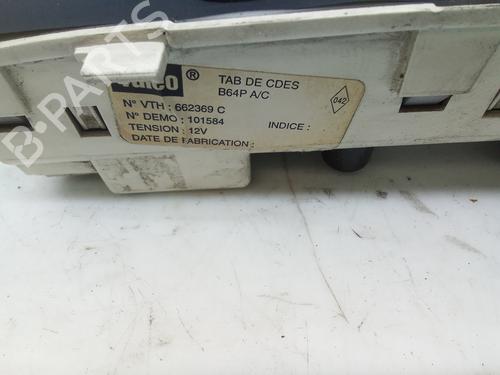 Valeo ®
TAB DE CDES
B64P A/C
042
N° VTH : 662369 C
N° DEMO : 101584
TENSION : 12V
INDICE :
DATE DE FABRICATION :
B-PARTS